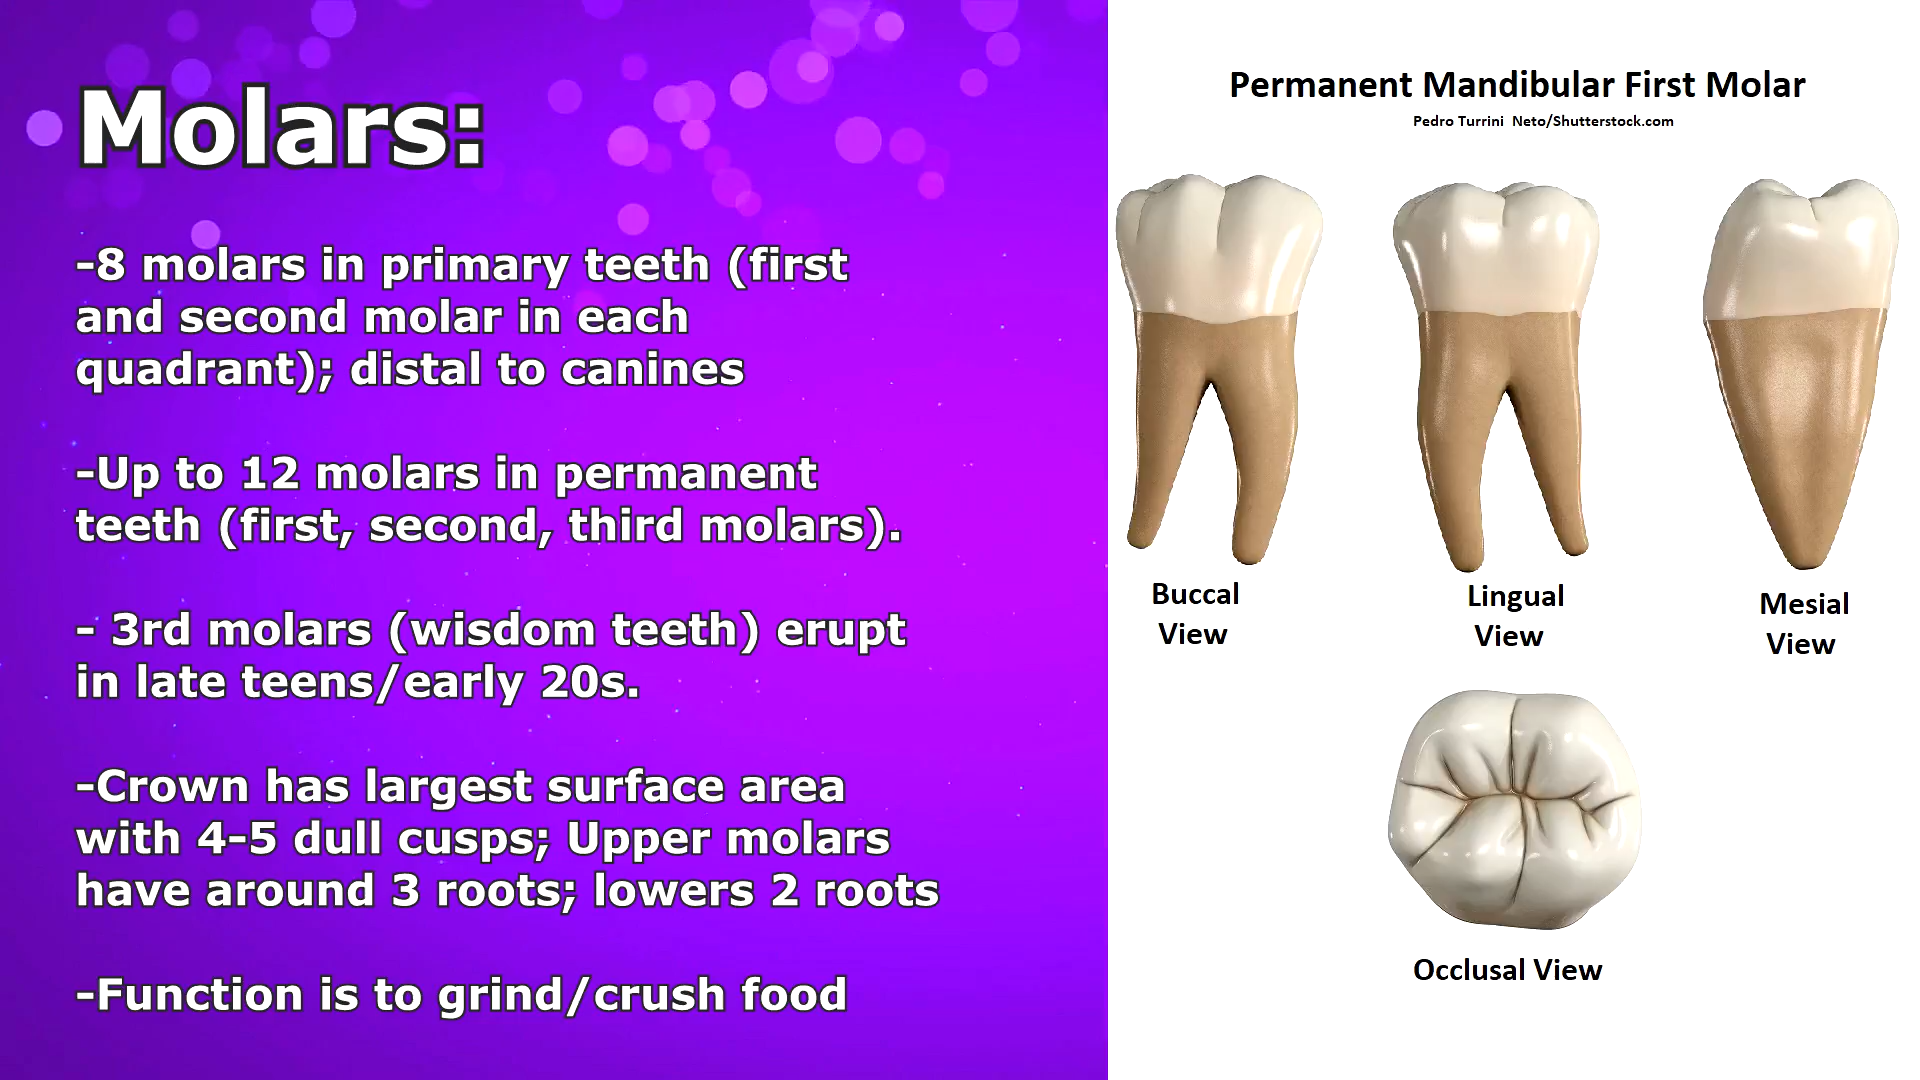 Molars:
-8 molars in primary teeth (first
and second molar in each
quadrant); distal to canines
-Up to 12 molars in permanent
teeth (first, second, third molars).
- 3rd molars (wisdom teeth) erupt
in late teens/early 20s.
-Crown has largest surface area
with 4-5 dull cusps; Upper molars
have around 3 roots; lowers 2 roots
-Function is to grind/crush food
Permanent Mandibular First Molar
Pedro Turrini Neto/Shutterstock.com
Buccal
View
Lingual
View
Mesial
View
Occlusal View